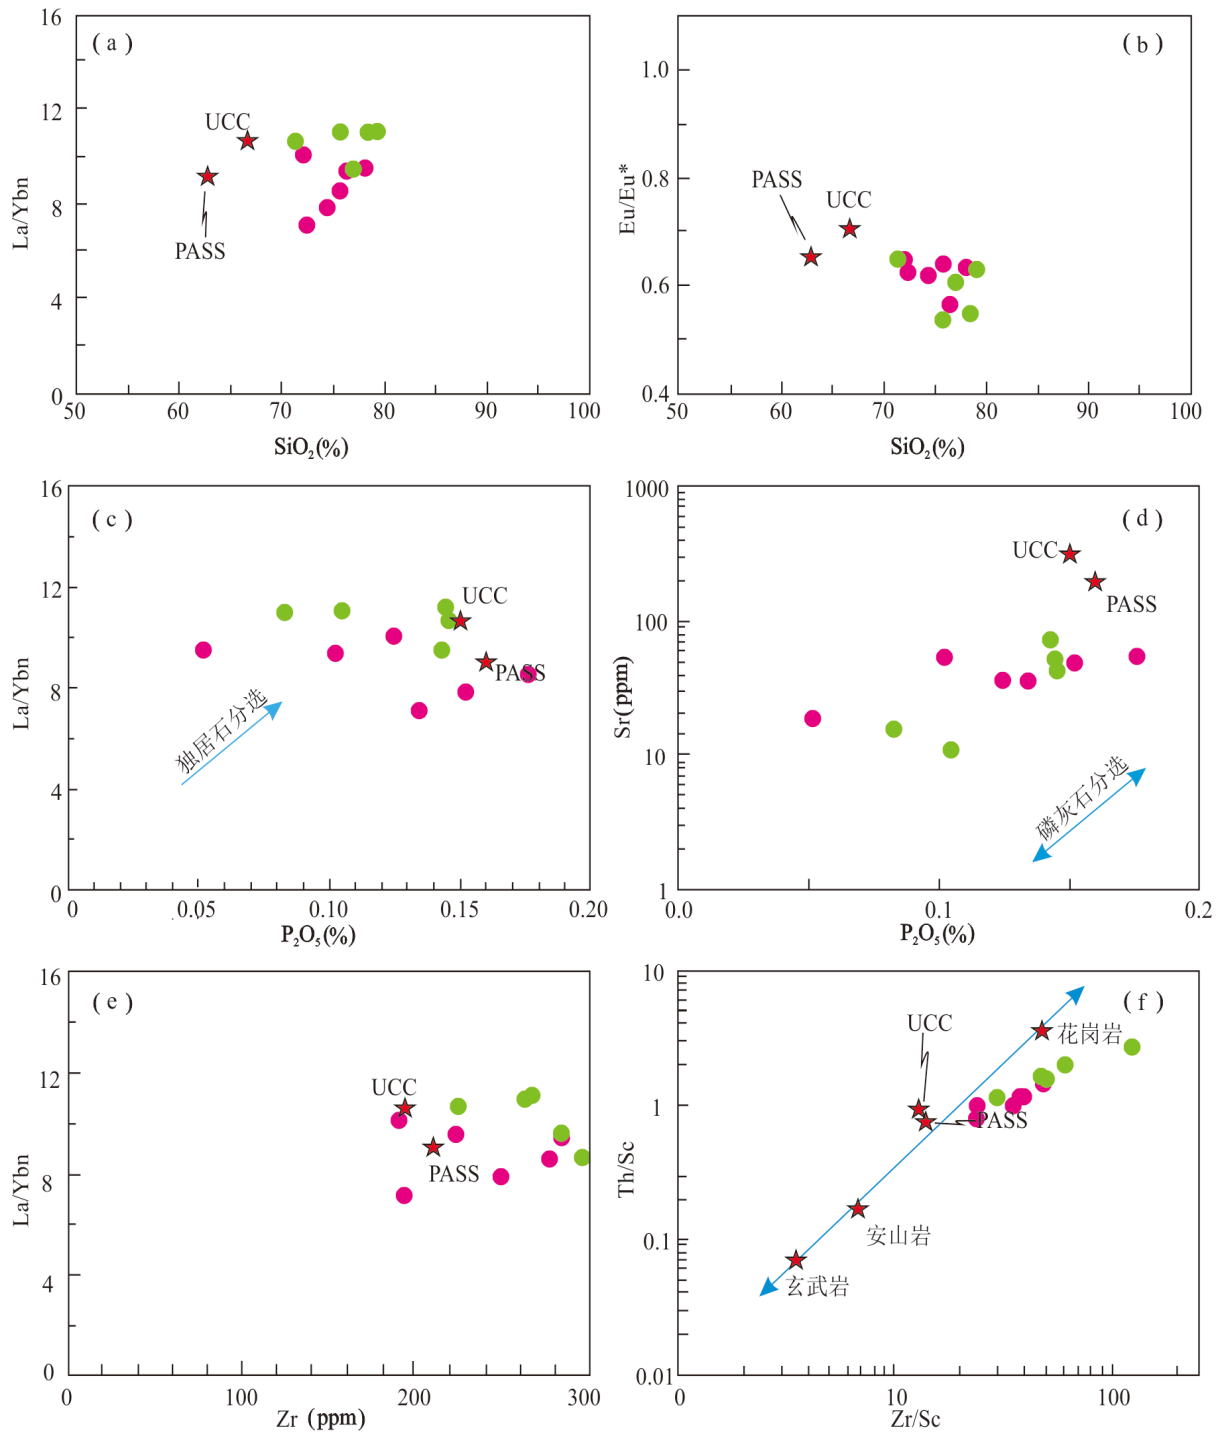 ( a )
16
12
8
4
0
La/Ybn
UCC
PASS
50
60
70
80
90
100
SiO₂(%)
( b )
1.0
0.8
0.6
0.4
Eu/Eu*
PASS
UCC
50
60
70
80
90
100
SiO₂(%)
( c )
16
12
8
4
0
La/Ybn
UCC
PASS
独居石分选
0
0.05
0.10
0.15
0.20
P₂O₅(%)
( d )
1000
100
10
1
Sr(ppm)
UCC
PASS
磷灰石分选
0.0
0.1
0.2
P₂O₅(%)
( e )
16
12
8
4
0
La/Ybn
UCC
PASS
0
100
200
300
Zr (ppm)
( f )
10
1
0.1
0.01
Th/Sc
UCC
花岗岩
PASS
安山岩
玄武岩
0
10
100
Zr/Sc